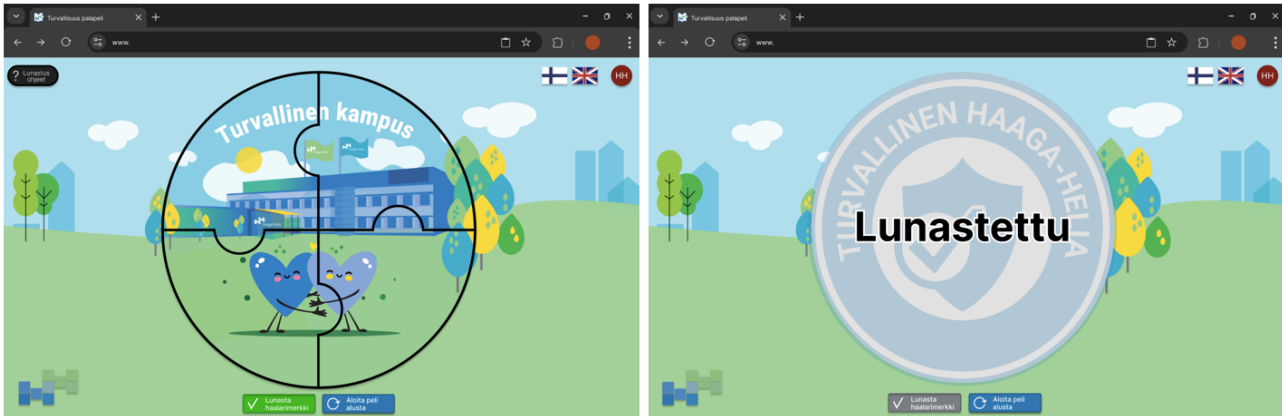 Turvallisuus palapeli
www.
? Lunastus
ohjeet
HH
Turvallinen kampus
Lunasta
haalarimerkki
Aloita peli
alusta
Turvallisuus palapeli
www.
HH
TURVALLINEN HAAGA-HELIA
Lunastettu
Lunasta
haalarimerkki
Aloita peli
alusta